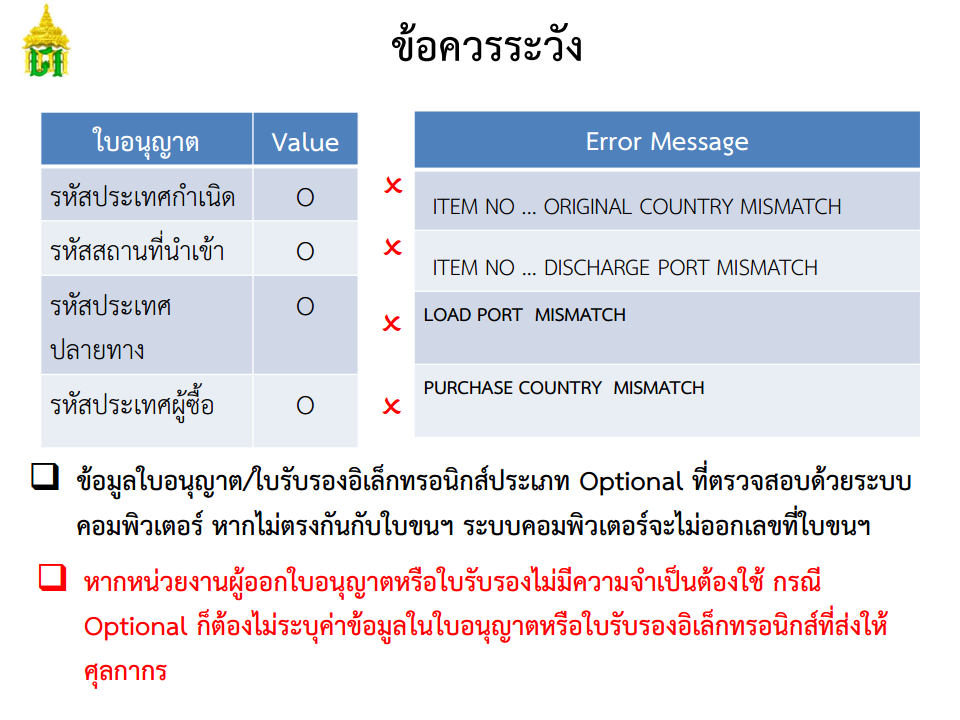 ข้อควรระวัง
ใบอนุญาต Value
รหัสประเทศกำเนิด O
รหัสสถานที่นำเข้า O
รหัสประเทศ O
ปลายทาง
รหัสประเทศผู้ซื้อ O
Error Message
ITEM NO ... ORIGINAL COUNTRY MISMATCH
ITEM NO ... DISCHARGE PORT MISMATCH
LOAD PORT MISMATCH
PURCHASE COUNTRY MISMATCH
ข้อมูลใบอนุญาต/ใบรับรองอิเล็กทรอนิกส์ประเภท Optional ที่ตรวจสอบด้วยระบบ
คอมพิวเตอร์ หากไม่ตรงกันกับใบขนฯ ระบบคอมพิวเตอร์จะไม่ออกเลขที่ใบขนฯ
หากหน่วยงานผู้ออกใบอนุญาตหรือใบรับรองไม่มีความจำเป็นต้องใช้ กรณี
Optional ก็ต้องไม่ระบุค่าข้อมูลในใบอนุญาตหรือใบรับรองอิเล็กทรอนิกส์ที่ส่งให้
ศุลกากร